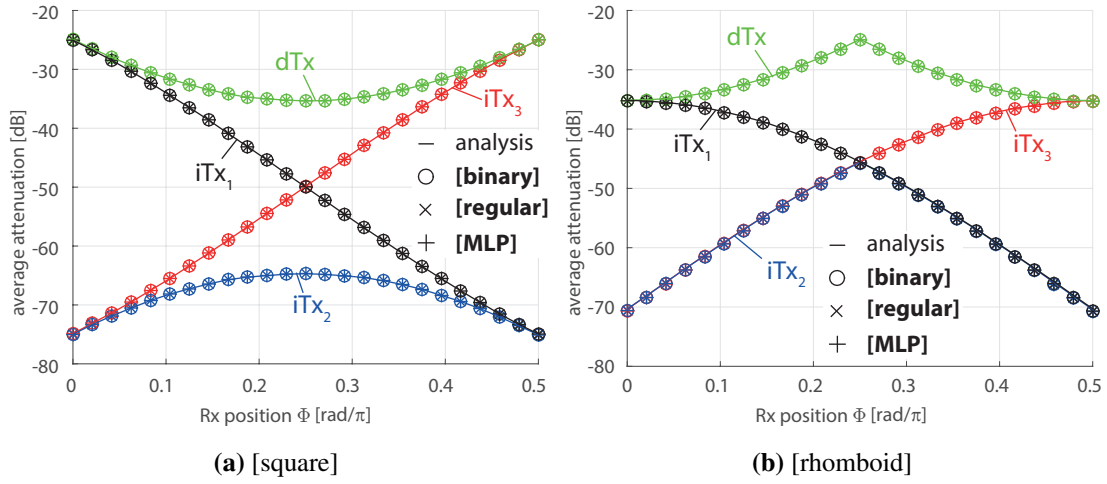 -20
-30
-40
-50
-60
-70
-80
average attenuation [dB]
dTx
iTx₃
iTx₁
iTx₂
— analysis
○ [binary]
× [regular]
+ [MLP]
0 0.1 0.2 0.3 0.4 0.5
Rx position Φ [rad/π]
(a) [square]
-20
-30
-40
-50
-60
-70
-80
average attenuation [dB]
dTx
iTx₁
iTx₃
iTx₂
— analysis
○ [binary]
× [regular]
+ [MLP]
0 0.1 0.2 0.3 0.4 0.5
Rx position Φ [rad/π]
(b) [rhomboid]